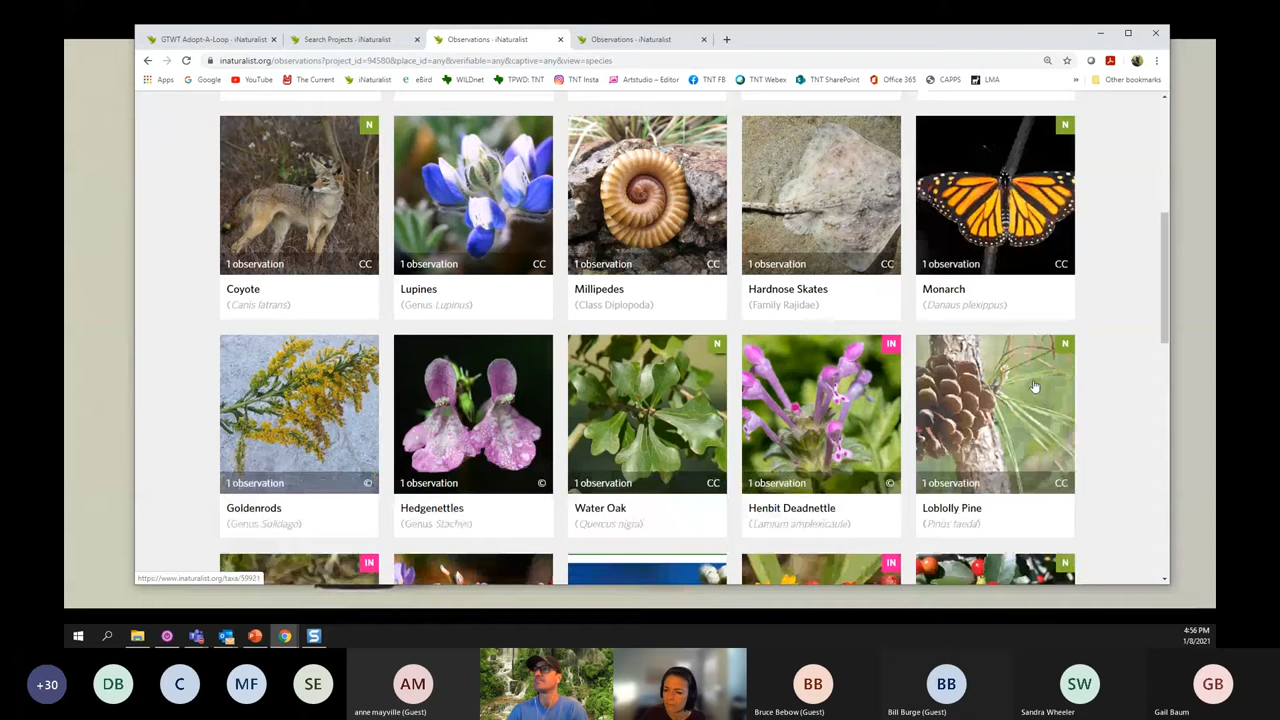 GTWT Adopt-A-Loop - iNaturalist
Search Projects - iNaturalist
Observations - iNaturalist
Observations - iNaturalist
inaturalist.org/observations?project_id=94580&place_id=any&verifiable=any&captive=any&view=species
Apps Google YouTube The Current iNaturalist eBird WILDnet TPWD: TNT Insta Artstudio – Insta TNT FB TNT Webex TNT SharePoint Office 365 CAPPS LMA » Other bookmarks
N N
1 observation CC 1 observation CC 1 observation CC 1 observation CC 1 observation CC
Coyote Lupines Millipedes Hardnose Skates Monarch
(Canis latrans) (Genus Lupinus) (Class Diplopoda) (Family Rajidae) (Danaus plexippus)
N IN N
1 observation © 1 observation © 1 observation CC 1 observation © 1 observation CC
Goldenrods Hedgenettles Water Oak Henbit Deadnettle Loblolly Pine
(Genus Solidago) (Genus Stachys) (Quercus nigra) (Lamium amplexicaule) (Pinus taeda)
IN IN N
https://www.inaturalist.org/taxa/59921
4:56 PM
1/8/2021
+30 DB C MF SE AM BB BB SW GB
anne mayville (Guest) Bruce Bebow (Guest) Bill Burge (Guest) Sandra Wheeler Gail Baum